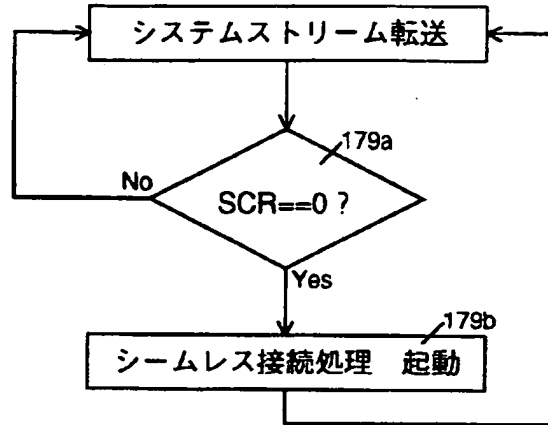 システムストリーム転送
179a
No
SCR==0 ?
Yes
179b
シームレス接続処理 起動